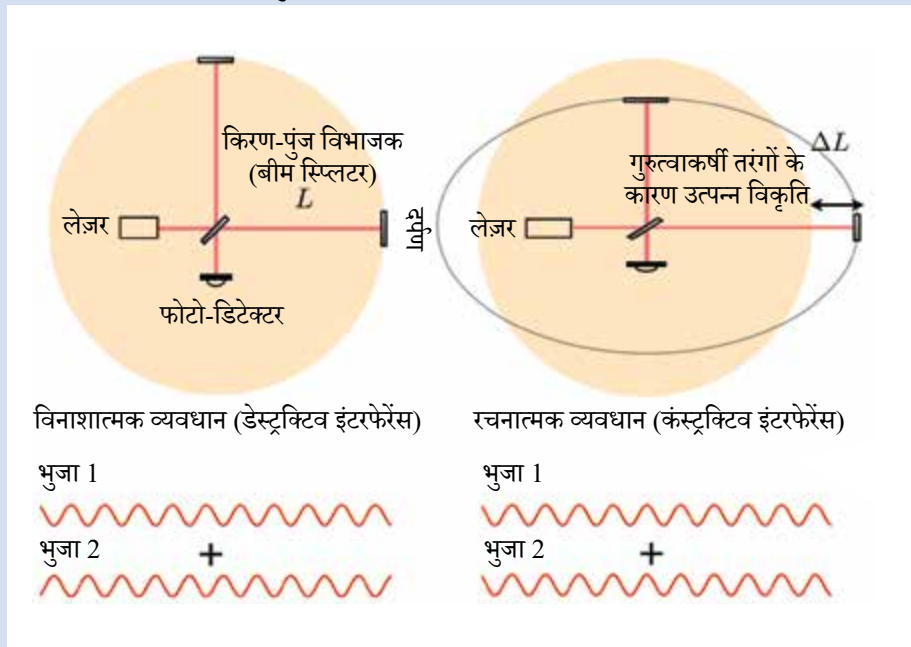 किरण-पुंज विभाजक
(बीम स्प्लिटर)
L
लेज़र
दर्पण
फोटो-डिटेक्टर
गुरुत्वाकर्षी तरंगों के
कारण उत्पन्न विकृति
ΔL
लेज़र
विनाशात्मक व्यवधान (डेस्ट्रक्टिव इंटरफेरेंस)
भुजा 1
+
भुजा 2
रचनात्मक व्यवधान (कंस्ट्रक्टिव इंटरफेरेंस)
भुजा 1
+
भुजा 2